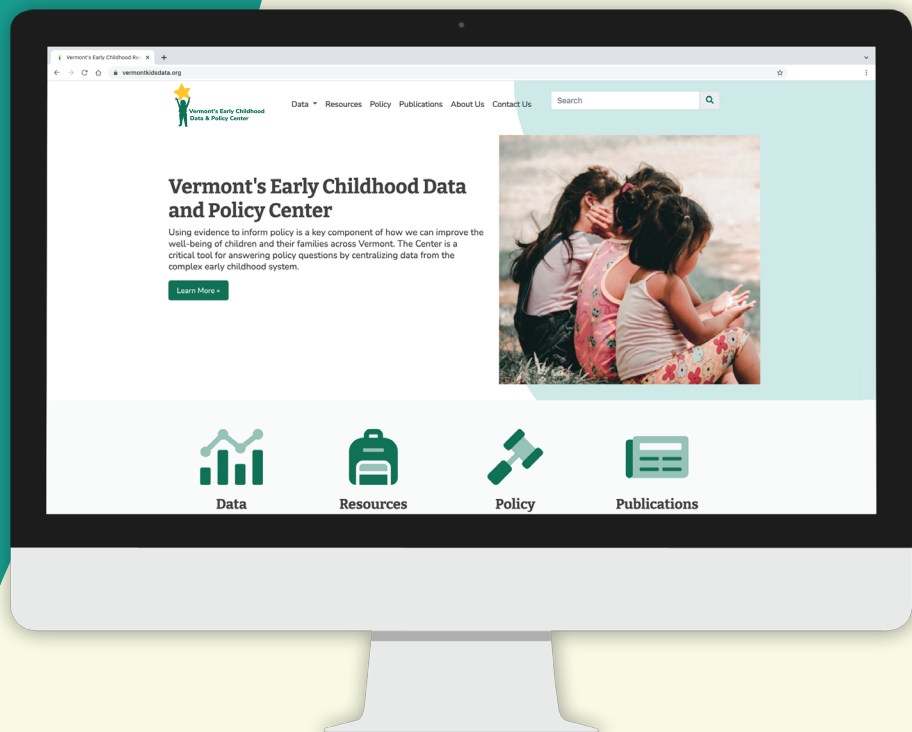 Vermont's Early Childhood Re
vermontkidsdata.org
Vermont's Early Childhood
Data & Policy Center
Data Resources Policy Publications About Us Contact Us
Search
Vermont's Early Childhood Data
and Policy Center
Using evidence to inform policy is a key component of how we can improve the
well-being of children and their families across Vermont. The Center is a
critical tool for answering policy questions by centralizing data from the
complex early childhood system.
Learn More »
Data Resources Policy Publications